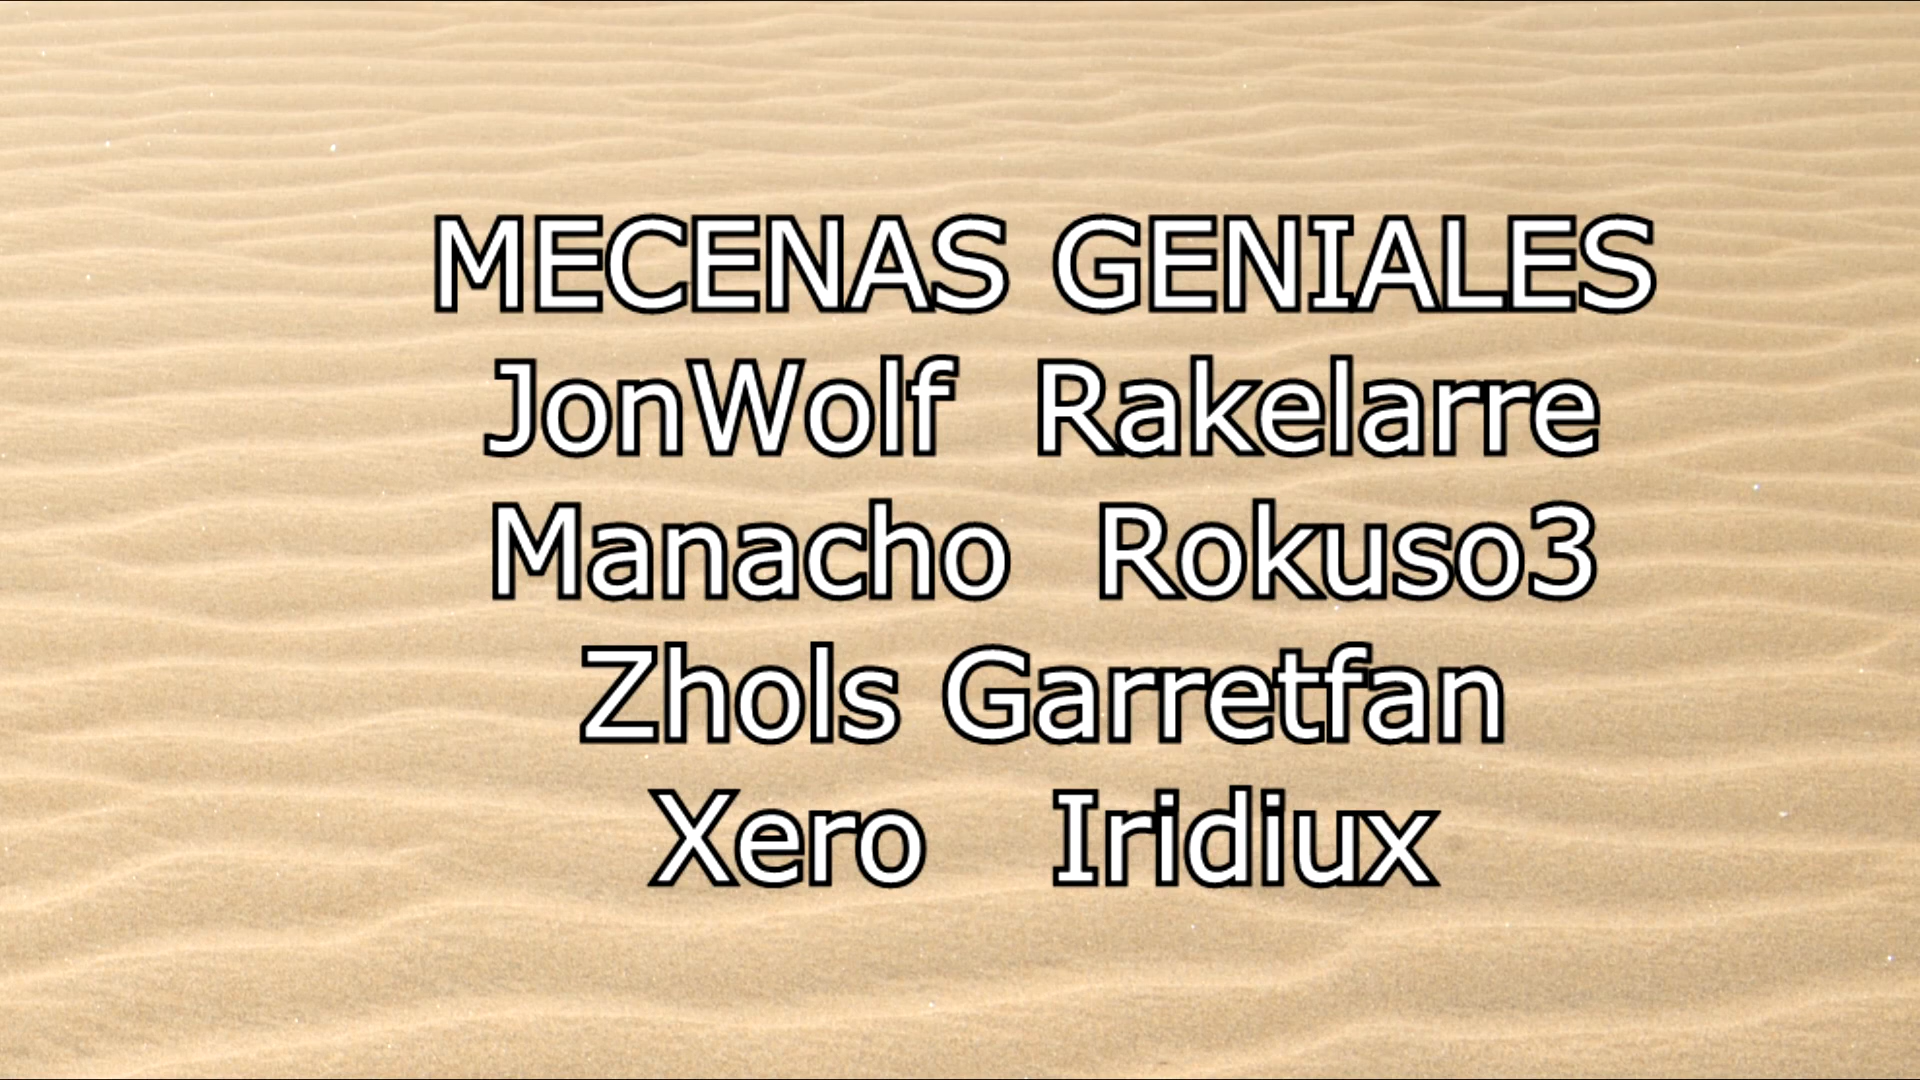 MECENAS GENIALES
JonWolf Rakelarre
Manacho Rokuso3
Zhols Garretfan
Xero Iridiux